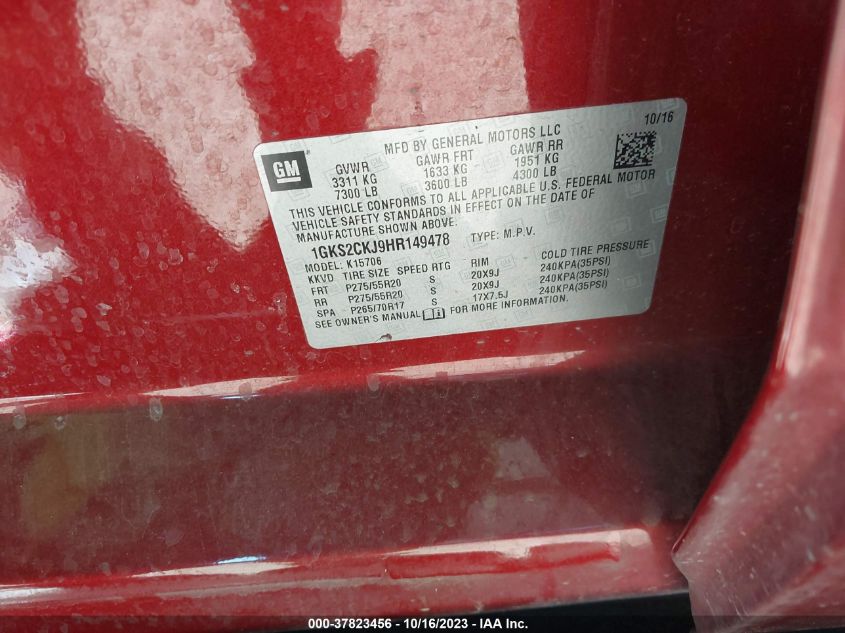 10/16
MFD BY GENERAL MOTORS LLC
GM
GVWR GAWR FRT GAWR RR
3311 KG 1633 KG 1951 KG
7300 LB 3600 LB 4300 LB
THIS VEHICLE CONFORMS TO ALL APPLICABLE U.S. FEDERAL MOTOR
VEHICLE SAFETY STANDARDS IN EFFECT ON THE DATE OF
MANUFACTURE SHOWN ABOVE.
1GKS2CKJ9HR149478 TYPE: M.P.V.
MODEL: K15706
KKVD TIRE SIZE SPEED RTG RIM COLD TIRE PRESSURE
FRT P275/55R20 S 20X9J 240KPA(35PSI)
RR P275/55R20 S 20X9J 240KPA(35PSI)
SPA P265/70R17 S 17X7.5J 240KPA(35PSI)
SEE OWNER'S MANUAL FOR MORE INFORMATION.
000-37823456 - 10/16/2023 - IAA Inc.